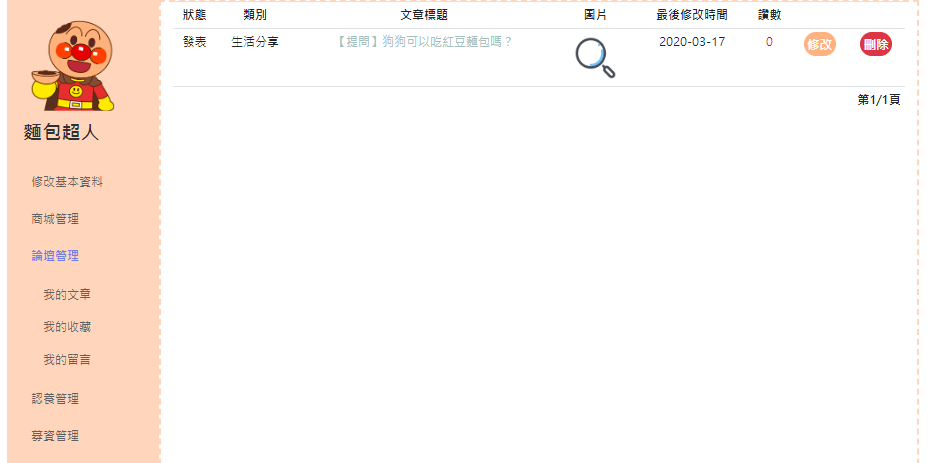 狀態 類別 文章標題 圖片 最後修改時間 讚數
發表 生活分享 【提問】狗狗可以吃紅豆麵包嗎？ 2020-03-17 0 修改 刪除
第1/1頁
麵包超人
修改基本資料
商城管理
論壇管理
我的文章
我的收藏
我的留言
認養管理
募資管理